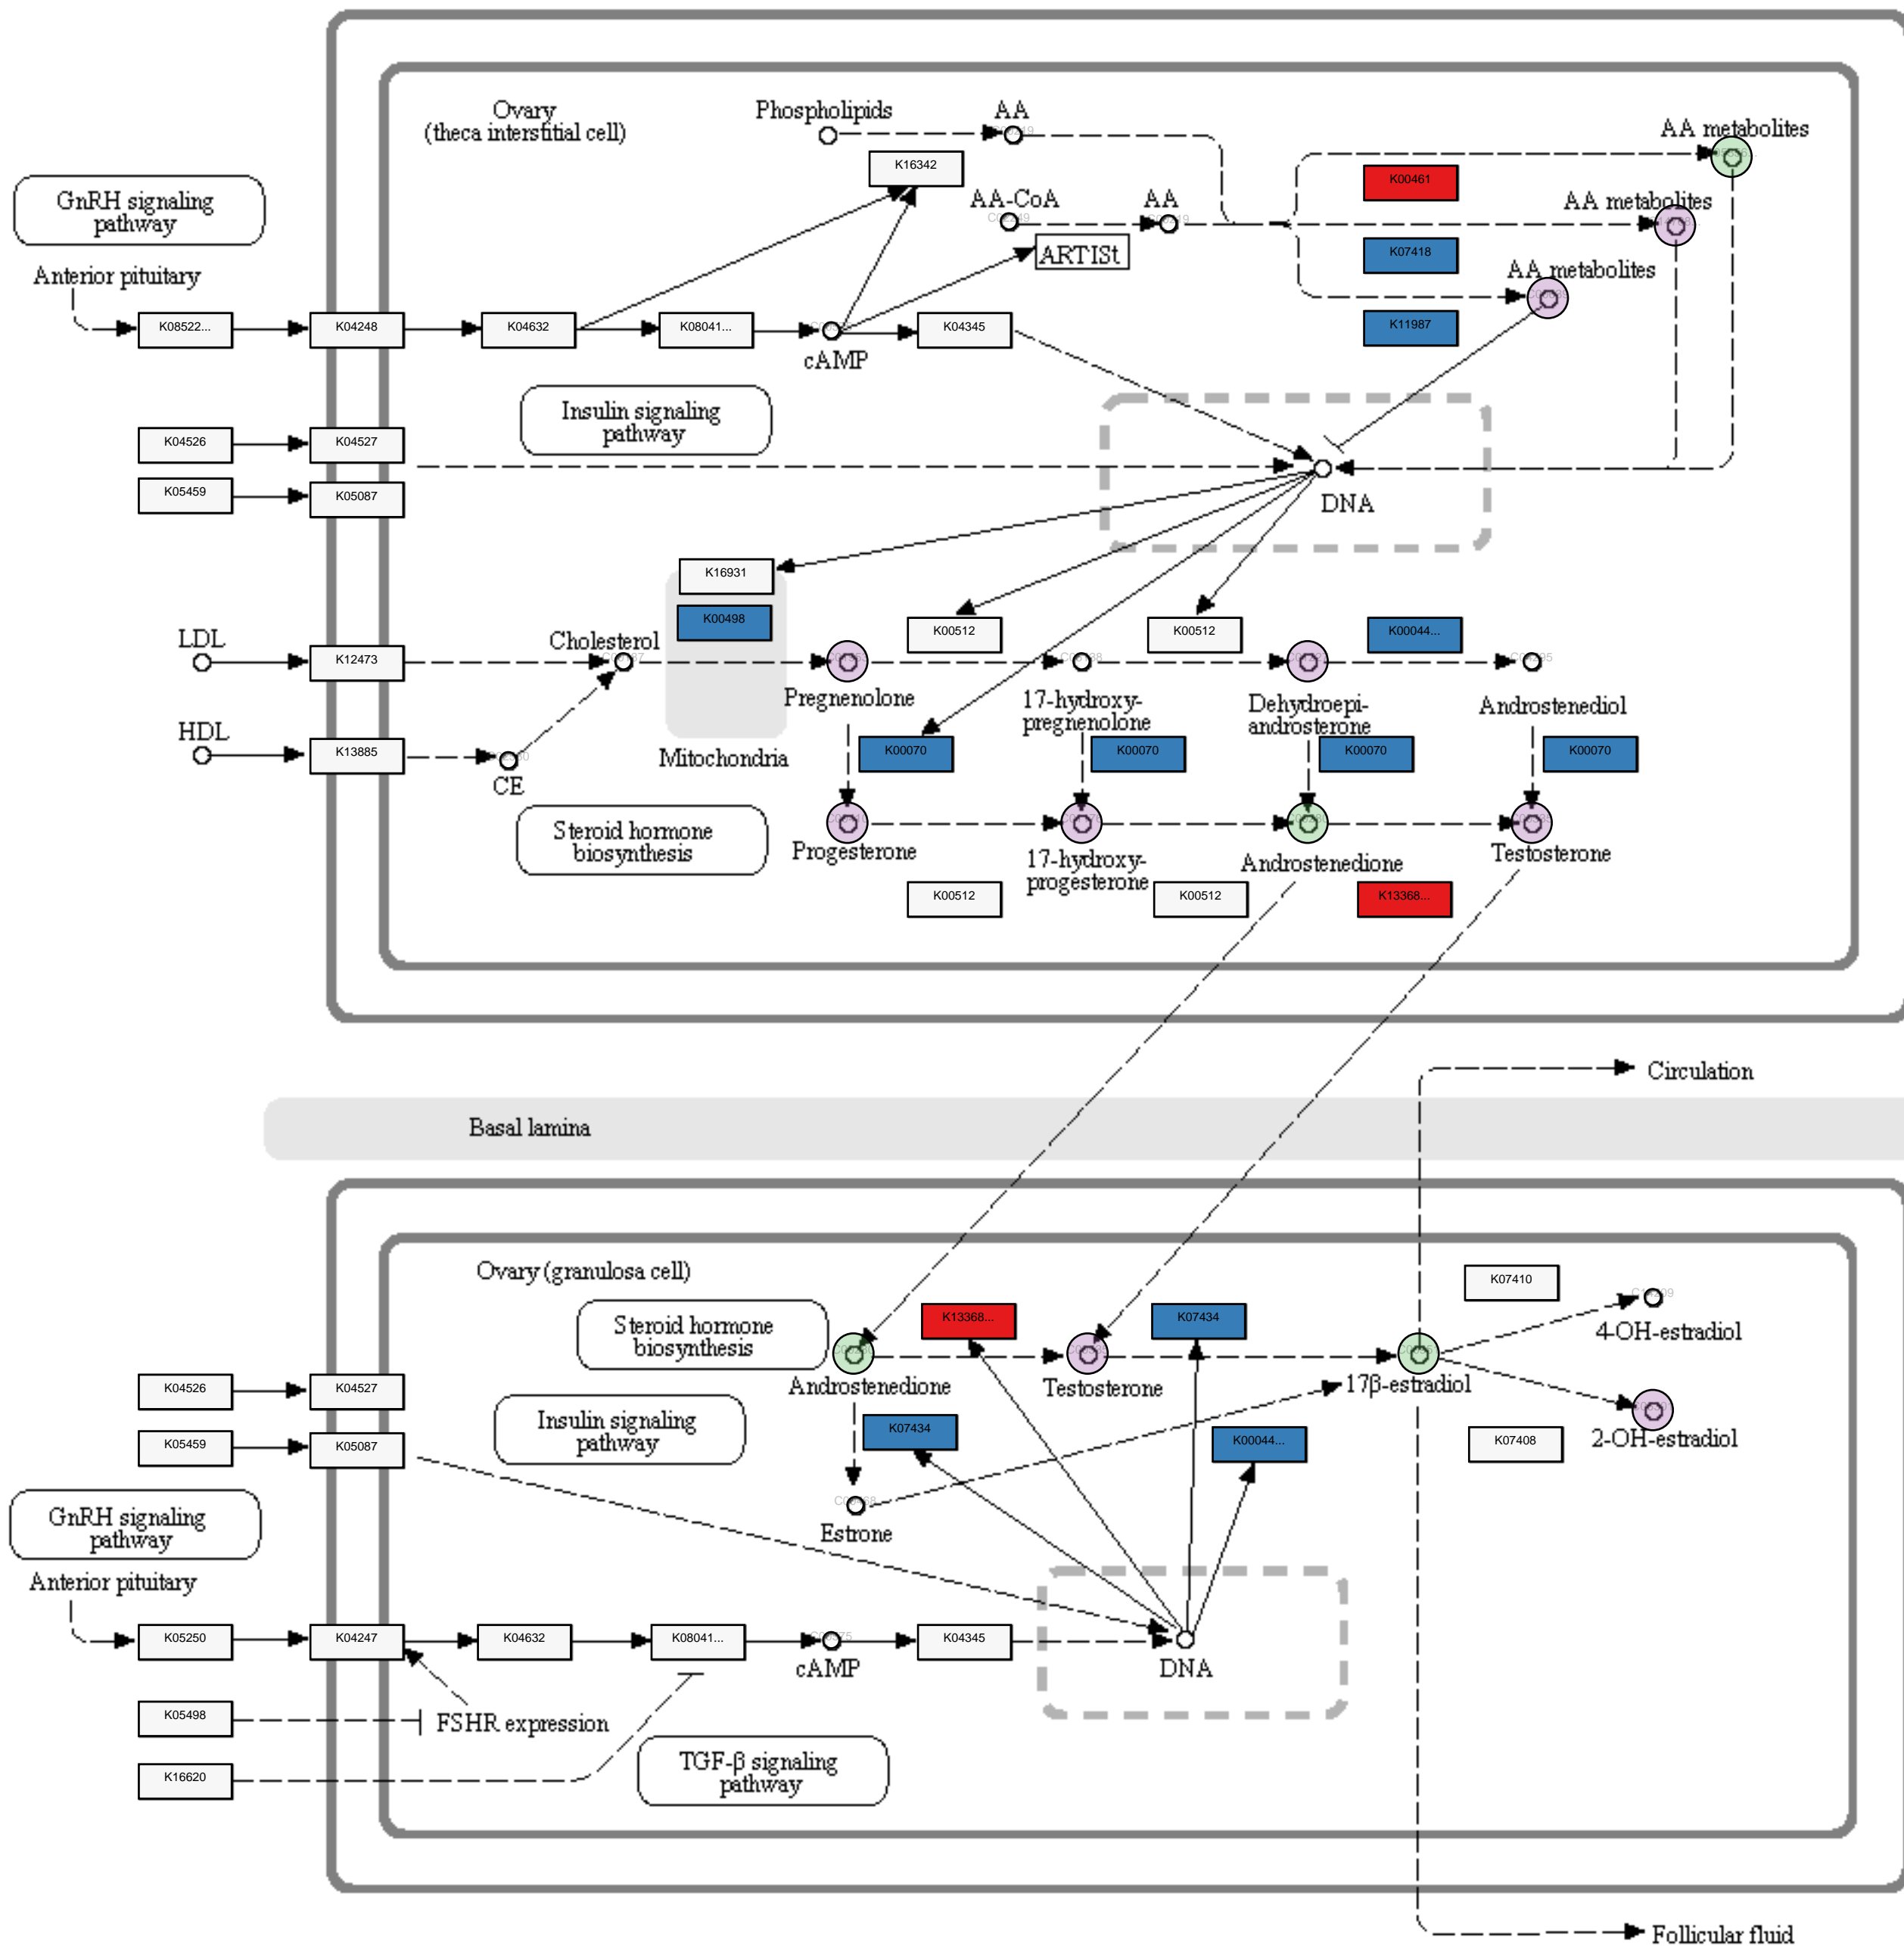 Ovary
(theca interstitial cell)
Phospholipids
AA
AA metabolites
K16342
K00461
GnRH signaling
pathway
AA-CoA
AA
AA metabolites
ARTISt
K07418
AA metabolites
Anterior pituitary
K08522...
K04248
K04632
K08041...
K04345
K11987
cAMP
Insulin signaling
pathway
K04526
K04527
K05459
K05087
DNA
K16931
K00498
K00512
K00512
K00044...
LDL
K12473
Cholesterol
Pregnenolone
17-hydroxy-
pregnenolone
Dehydroepi-
androsterone
Androstenediol
HDL
K13885
CE
Mitochondria
K00070
K00070
K00070
K00070
Steroid hormone
biosynthesis
Progesterone
17-hydroxy-
progesterone
Androstenedione
Testosterone
K00512
K00512
K13368...
Circulation
Basal lamina
Ovary (granulosa cell)
K07410
Steroid hormone
biosynthesis
K13368...
K07434
4-OH-estradiol
Androstenedione
Testosterone
17β-estradiol
K04526
K04527
Insulin signaling
pathway
K07434
K00044...
K07408
2-OH-estradiol
K05459
K05087
GnRH signaling
pathway
Estrone
Anterior pituitary
K05250
K04247
K04632
K08041...
cAMP
K04345
DNA
K05498
FSHR expression
K16620
TGF-β signaling
pathway
Follicular fluid